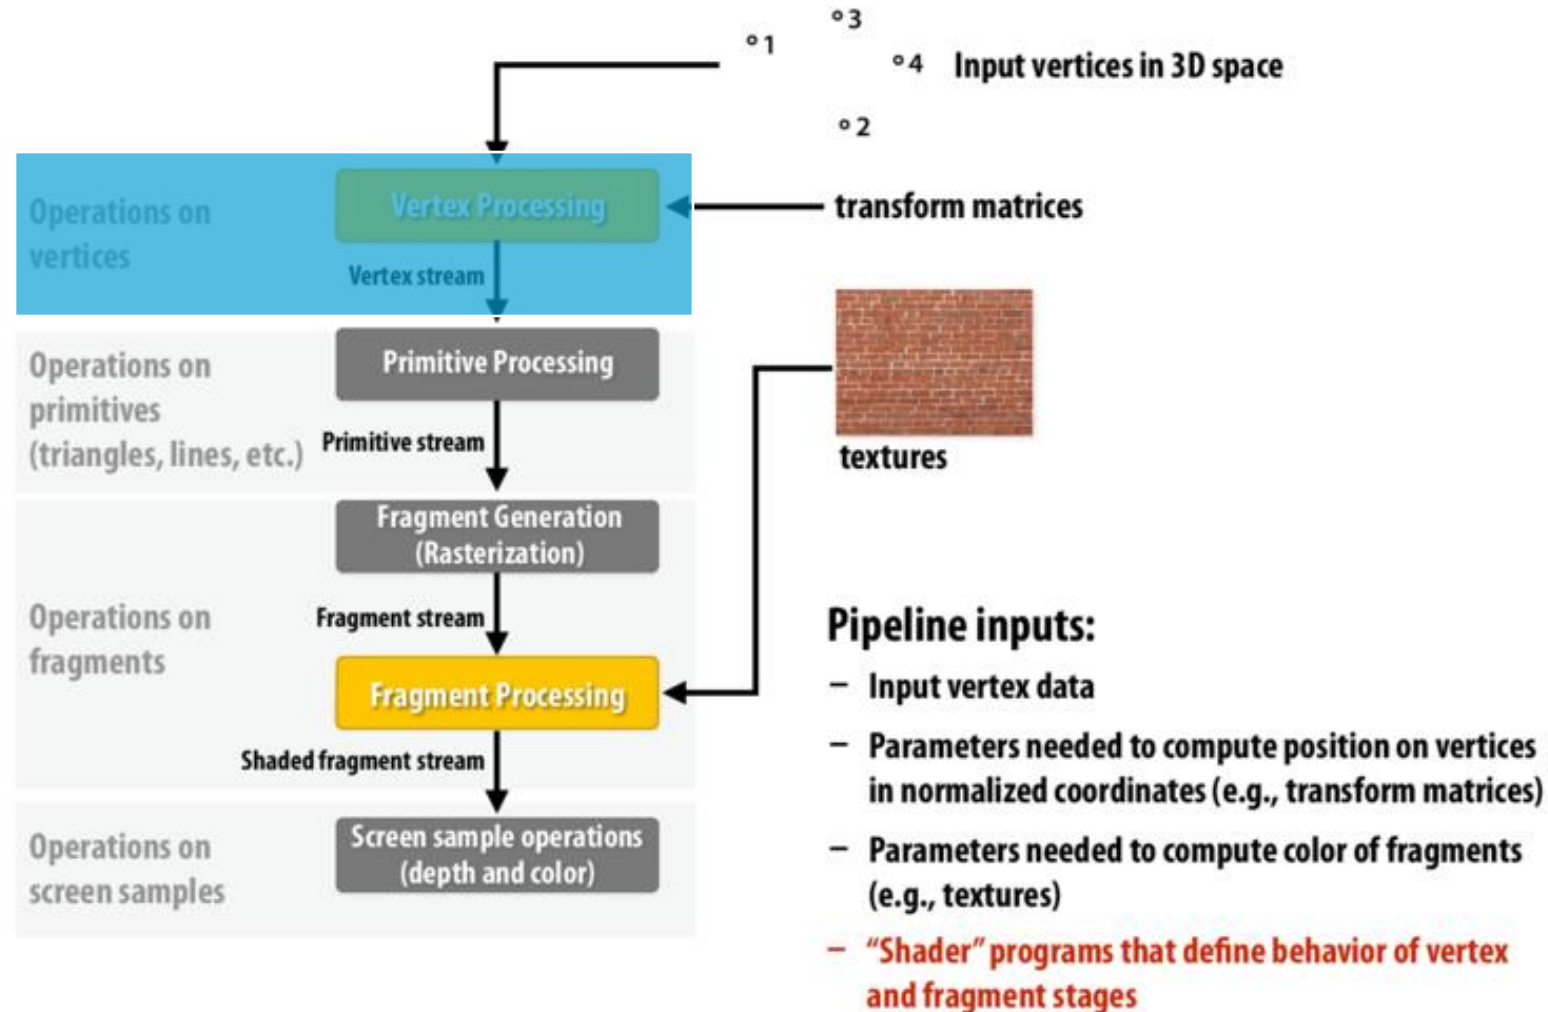 °3
°1
°4 Input vertices in 3D space
°2
Operations on
vertices
Vertex Processing
transform matrices
Vertex stream
Operations on
primitives
(triangles, lines, etc.)
Primitive Processing
Primitive stream
textures
Fragment Generation
(Rasterization)
Operations on
fragments
Fragment stream
Fragment Processing
Shaded fragment stream
Operations on
screen samples
Screen sample operations
(depth and color)
Pipeline inputs:
– Input vertex data
– Parameters needed to compute position on vertices
in normalized coordinates (e.g., transform matrices)
– Parameters needed to compute color of fragments
(e.g., textures)
– “Shader” programs that define behavior of vertex
and fragment stages